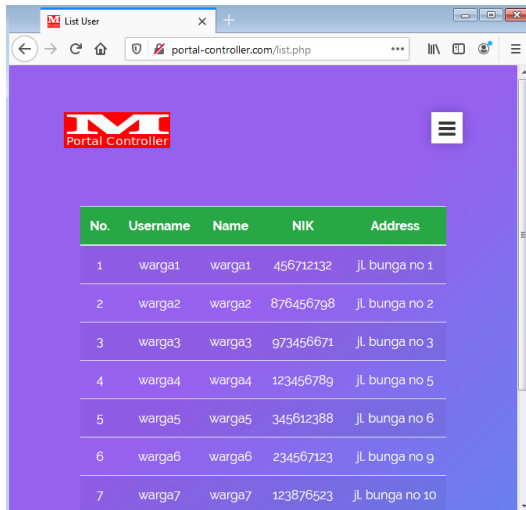 List User
portal-controller.com/list.php
M
Portal Controller
No. Username Name NIK Address
1 warga1 warga1 456712132 jl. bunga no 1
2 warga2 warga2 876456798 jl. bunga no 2
3 warga3 warga3 973456671 jl. bunga no 3
4 warga4 warga4 123456789 jl. bunga no 5
5 warga5 warga5 345612388 jl. bunga no 6
6 warga6 warga6 234567123 jl. bunga no 9
7 warga7 warga7 123876523 jl. bunga no 10